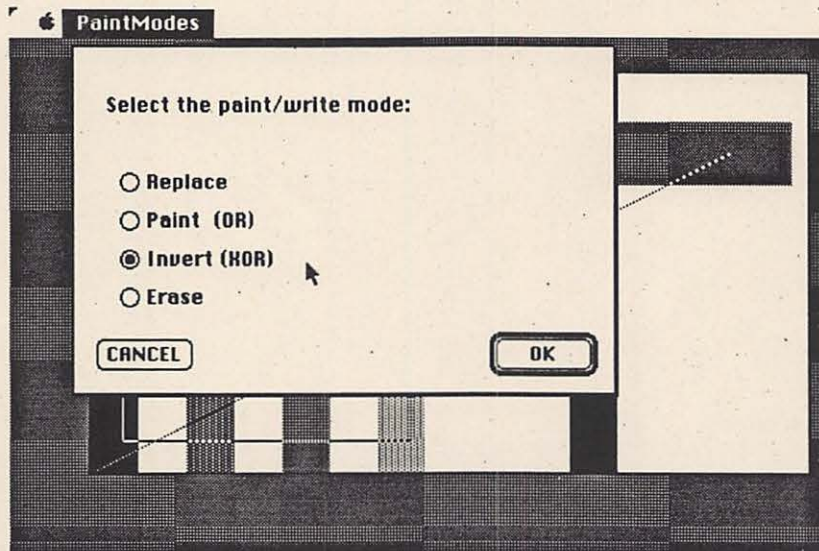 PaintModes
Select the paint/write mode:
Replace
Paint (OR)
Invert (XOR)
Erase
CANCEL
OK